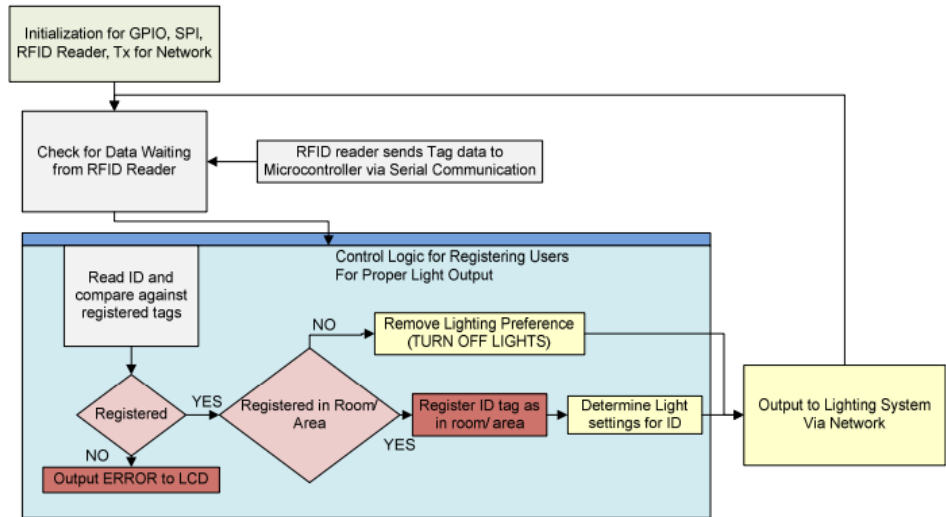 Initialization for GPIO, SPI,
RFID Reader, Tx for Network
Check for Data Waiting
from RFID Reader
RFID reader sends Tag data to
Microcontroller via Serial Communication
Control Logic for Registering Users
For Proper Light Output
Read ID and
compare against
registered tags
NO
Remove Lighting Preference
(TURN OFF LIGHTS)
Registered
YES
Registered in Room/
Area
YES
Register ID tag as
in room/ area
Determine Light
settings for ID
Output to Lighting System
Via Network
NO
Output ERROR to LCD